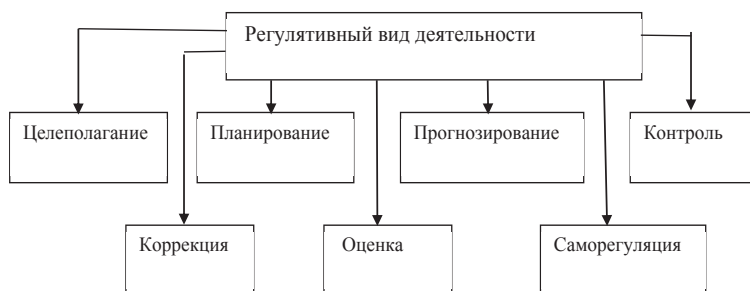 Регулятивный вид деятельности
Целеполагание
Планирование
Прогнозирование
Контроль
Коррекция
Оценка
Саморегуляция